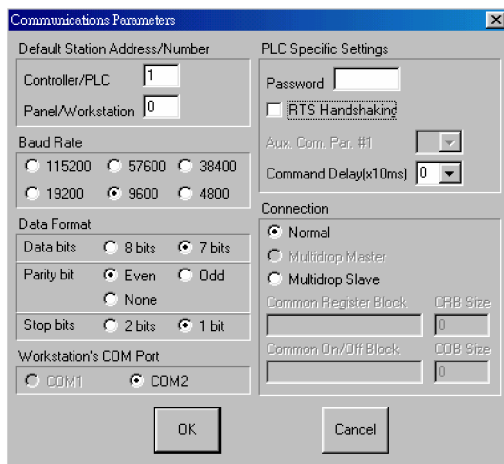 Communications Parameters
Default Station Address/Number
Controller/PLC 1
Panel/Workstation 0
Baud Rate
115200 57600 38400
19200 9600 4800
Data Format
Data bits 8 bits 7 bits
Parity bit Even Odd
None
Stop bits 2 bits 1 bit
Workstation's COM Port
COM1 COM2
PLC Specific Settings
Password
RTS Handshaking
Aux. Com. Par. #1
Command Delay(x10ms) 0
Connection
Normal
Multidrop Master
Multidrop Slave
Common Register Block CRB Size
0
Common On/Off Block COB Size
0
OK Cancel